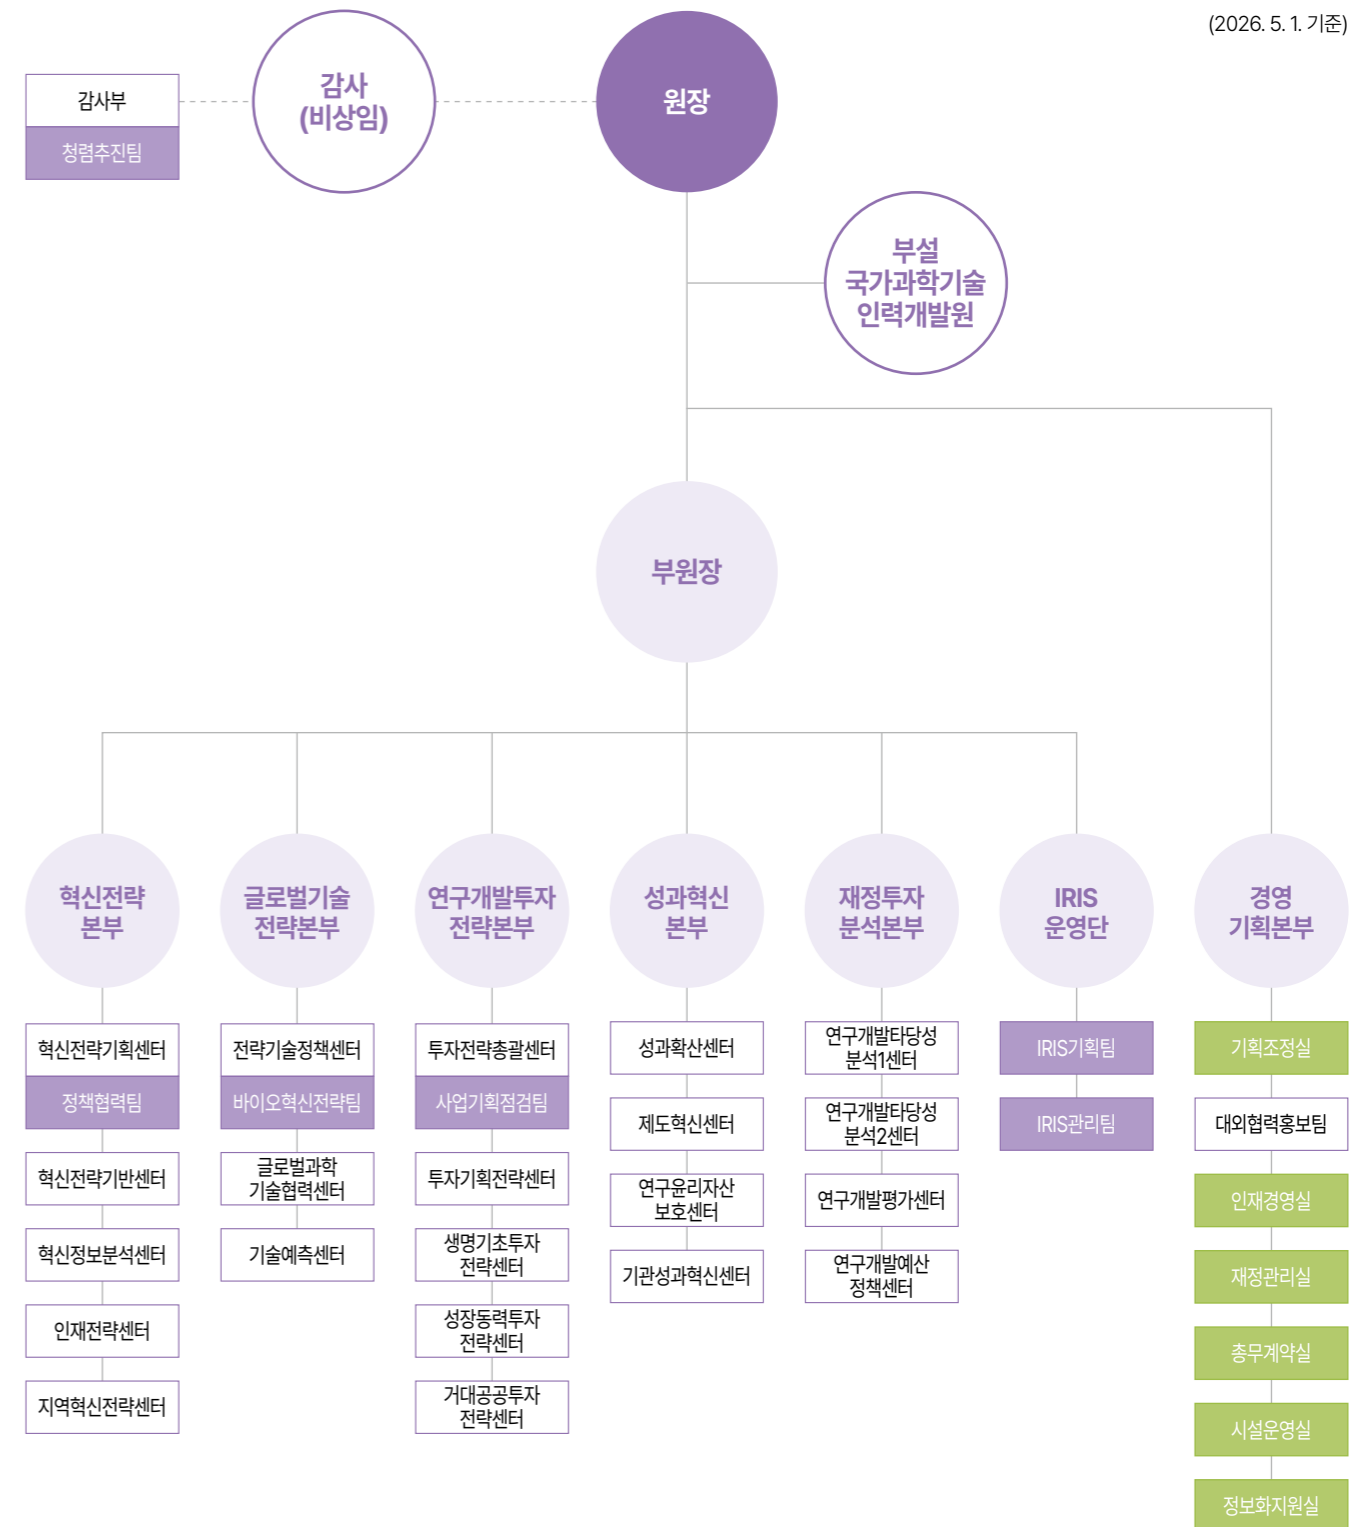 (2026. 5. 1. 기준)
감사부
청렴추진팀
감사
(비상임)
원장
부설
국가과학기술
인력개발원
부원장
혁신전략
본부
혁신전략기획센터
정책협력팀
혁신전략기반센터
혁신정보분석센터
인재전략센터
지역혁신전략센터
글로벌기술
전략본부
전략기술정책센터
바이오혁신전략팀
글로벌과학
기술협력센터
기술예측센터
연구개발투자
전략본부
투자전략총괄센터
사업기획점검팀
투자기획전략센터
생명기초투자
전략센터
성장동력투자
전략센터
거대공공투자
전략센터
성과혁신
본부
성과확산센터
제도혁신센터
연구윤리자산
보호센터
기관성과혁신센터
재정투자
분석본부
연구개발타당성
분석1센터
연구개발타당성
분석2센터
연구개발평가센터
연구개발예산
정책센터
IRIS
운영단
IRIS기획팀
IRIS관리팀
경영
기획본부
기획조정실
대외협력홍보팀
인재경영실
재정관리실
총무계약실
시설운영실
정보화지원실